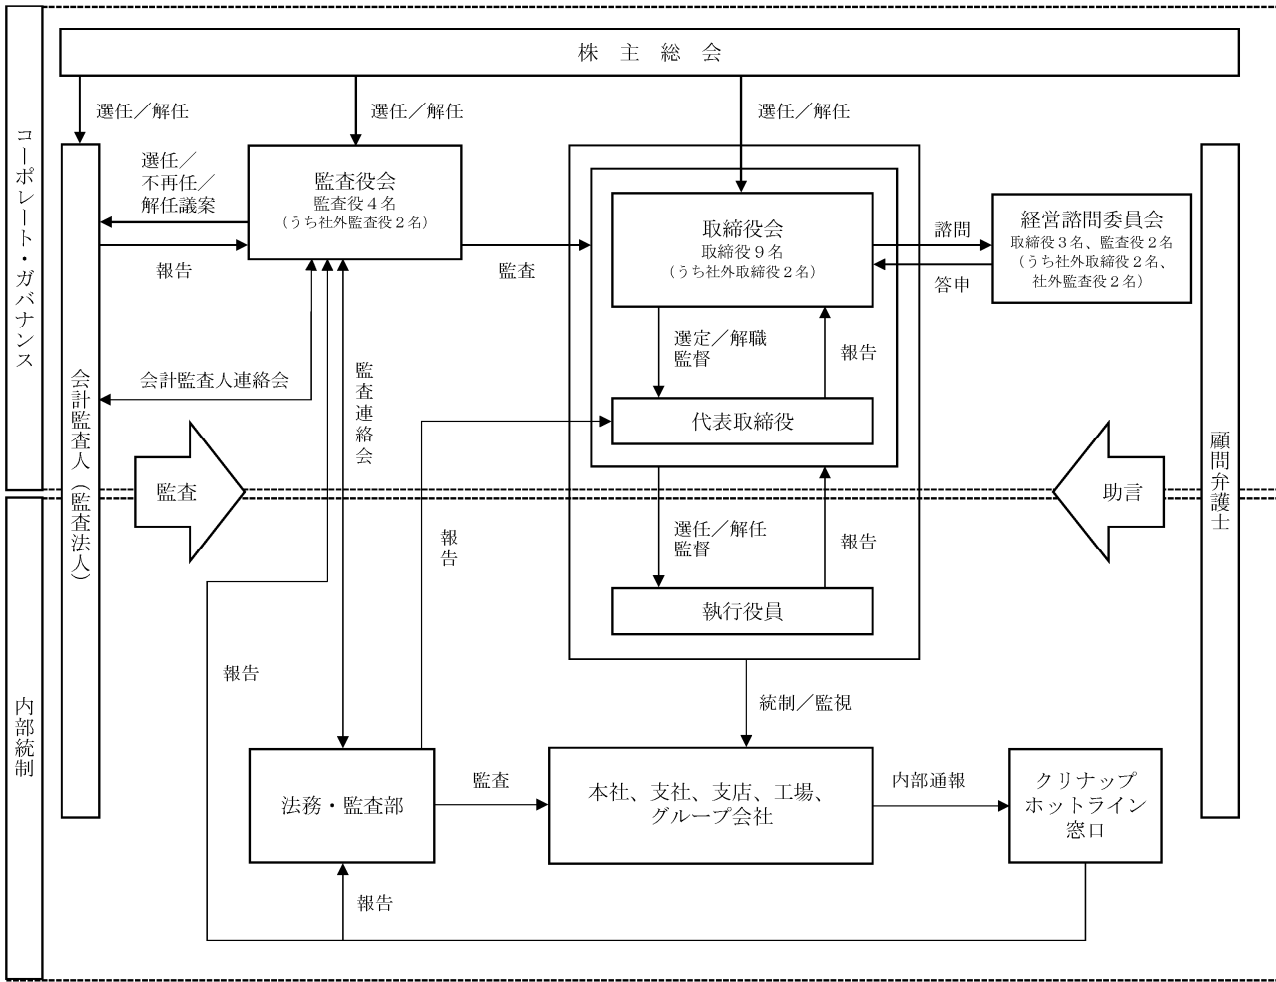 株主総会
選任／解任
選任／解任
選任／解任
コーポレート・ガバナンス
選任／
不再任／
解任議案
監査役会
監査役４名
（うち社外監査役２名）
取締役会
取締役９名
（うち社外取締役２名）
諮問
答申
経営諮問委員会
取締役３名、監査役２名
（うち社外取締役２名、
社外監査役２名）
報告
監査
選定／解職
監督
報告
会計監査人連絡会
監査連絡会
代表取締役
会計監査人（監査法人）
顧問弁護士
監査
助言
報告
選任／解任
監督
報告
執行役員
内部統制
報告
統制／監視
法務・監査部
監査
本社、支社、支店、工場、
グループ会社
内部通報
クリナップ
ホットライン
窓口
報告